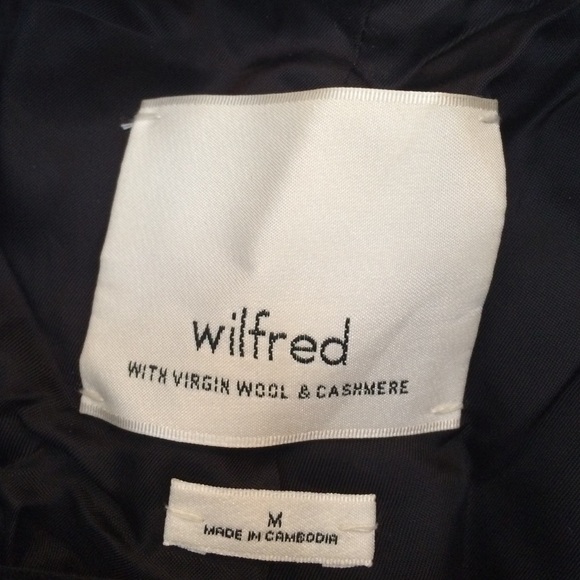 wilfred
WITH VIRGIN WOOL & CASHMERE
M
MADE IN CAMBODIA